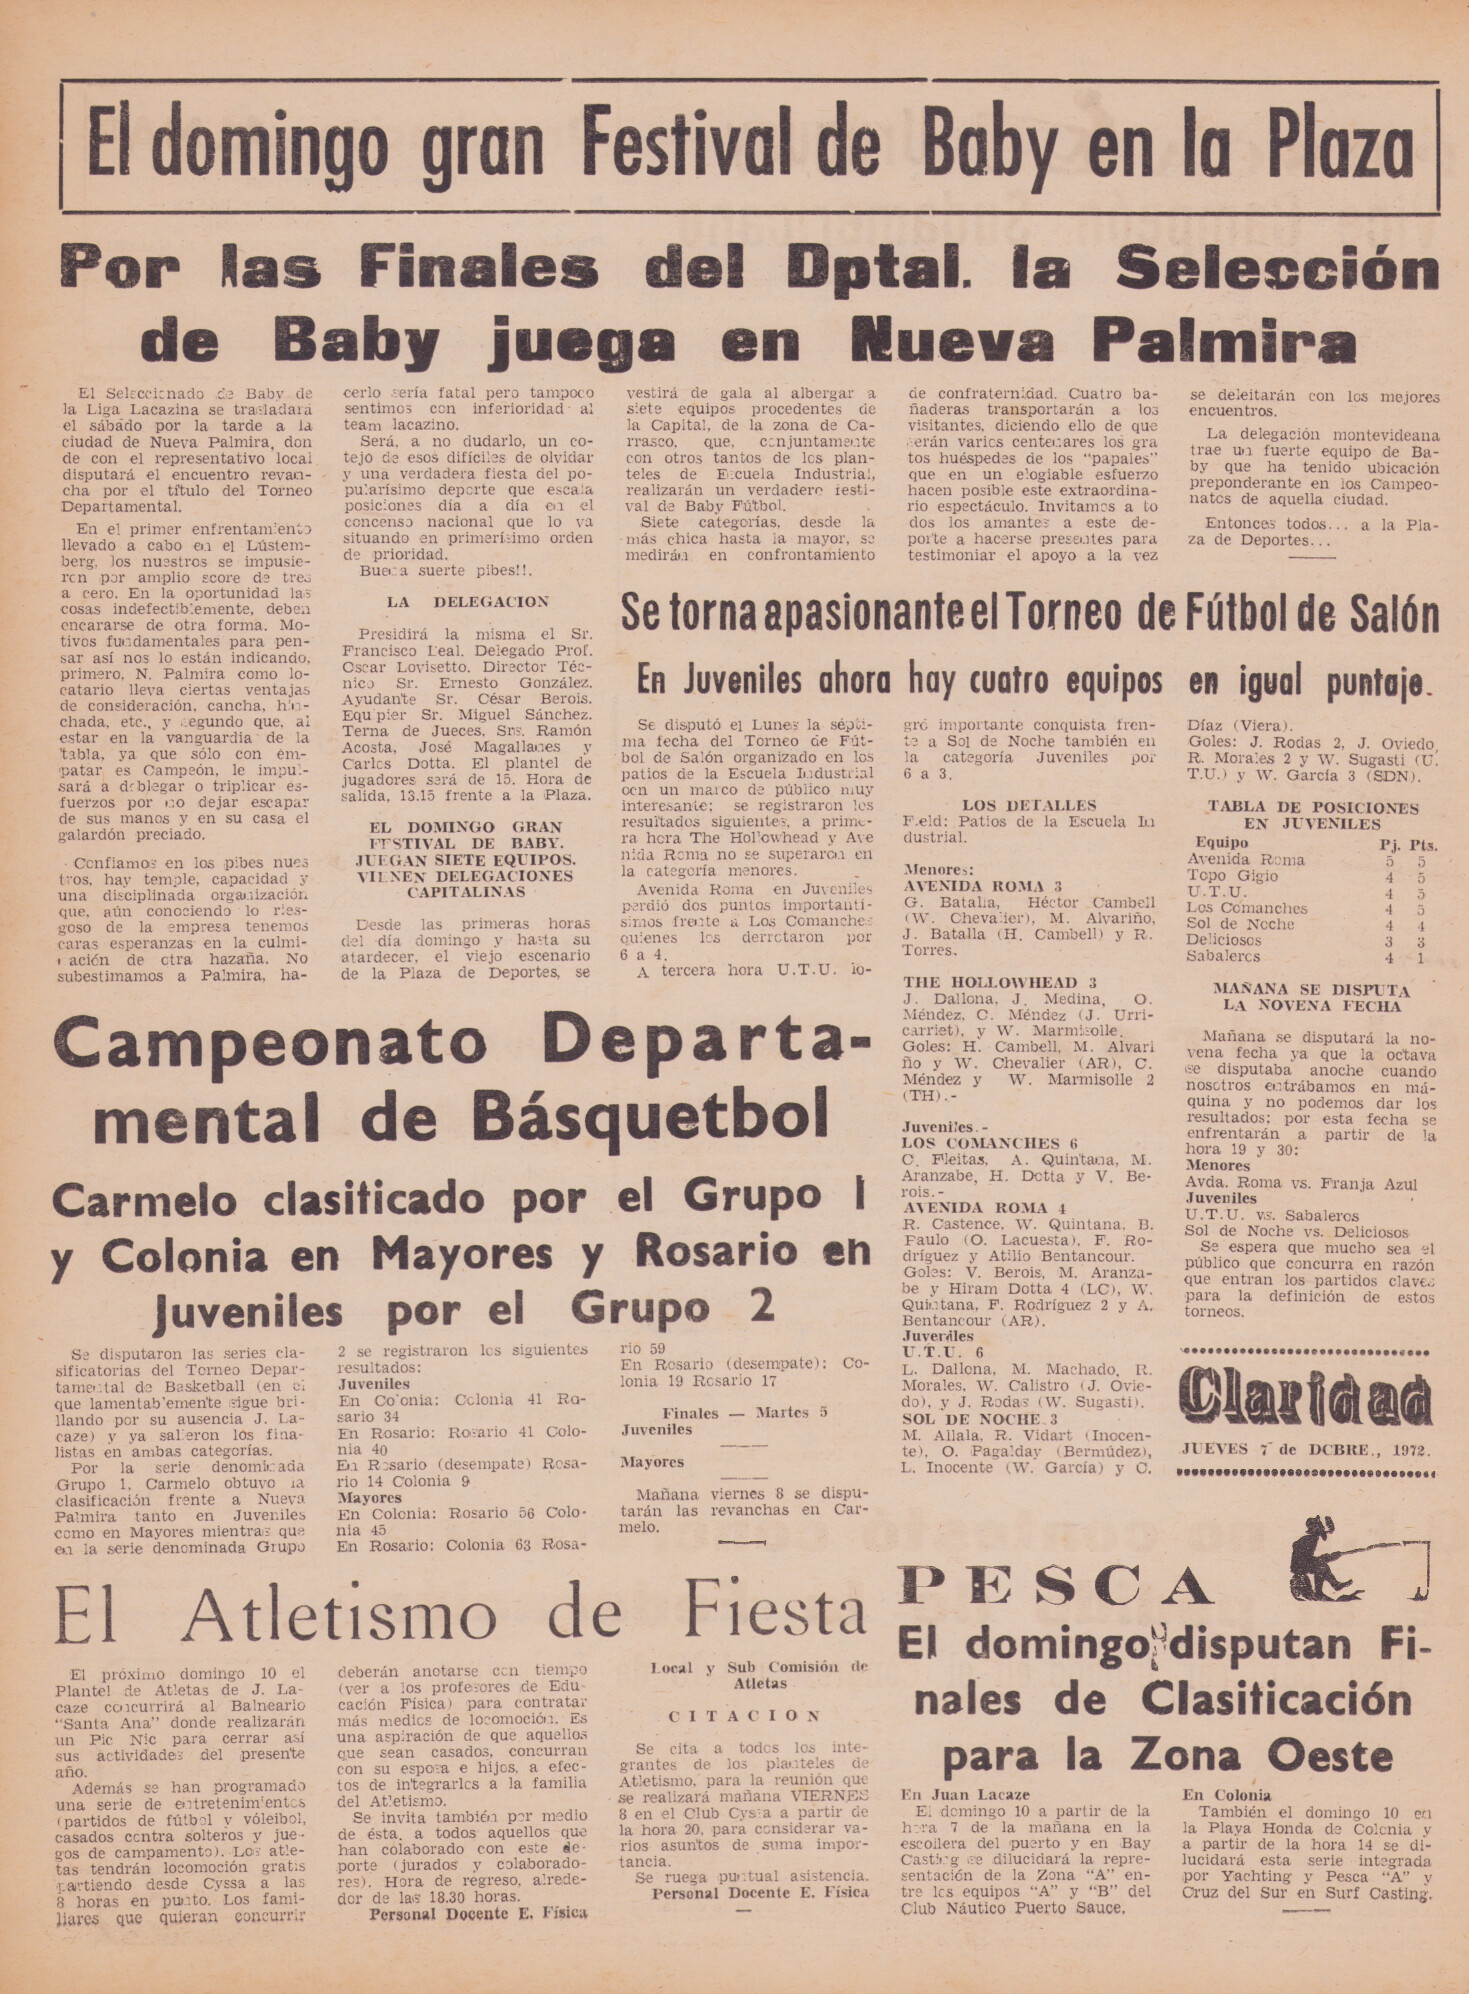 El domingo gran Festival de Baby en la Plaza
Por las Finales del Dptal. la Selección
de Baby juega en Nueva Palmira
El Seleccionado de Baby de
la Liga Lacazina se trasladará
el sábado por la tarde a la
ciudad de Nueva Palmira, don
de con el representativo local
disputará el encuentro revan-
cha por el título del Torneo
Departamental.
En el primer enfrentamiento
llevado a cabo en el Lüstem-
berg, los nuestros se impusie-
ron por amplio score de tres
a cero. En la oportunidad las
cosas indefectiblemente, deben
encararse de otra forma. Mo-
tivos fundamentales para pen-
sar así nos lo están indicando,
primero, N. Palmira como lo-
catario lleva ciertas ventajas
de consideración, cancha, hin-
chada, etc., y segundo que, al
estar en la vanguardia de la
tabla, ya que sólo con em-
patar es Campeón, le impul-
sará a doblegar o triplicar es-
fuerzos por no dejar escapar
de sus manos y en su casa el
galardón preciado.
Confiamos en los pibes nues
tros, hay temple, capacidad y
una disciplinada organización
que, aún conociendo lo ries-
goso de la empresa tenemos
caras esperanzas en la culmi-
nación de otra hazaña. No
subestimamos a Palmira, ha-
cerlo sería fatal pero tampoco
sentimos con inferioridad al
team lacazino.
Será, a no dudarlo, un co-
tejo de esos difíciles de olvidar
y una verdadera fiesta del po-
pularísimo deporte que escala
posiciones día a día en el
concenso nacional que lo va
situando en primerísimo orden
de prioridad.
Buena suerte pibes!!.
LA DELEGACION
Presidirá la misma el Sr.
Francisco Leal. Delegado Prof.
Oscar Lovisetto. Director Téc-
nico Sr. Ernesto González.
Ayudante Sr. César Berois.
Equipier Sr. Miguel Sánchez.
Terna de Jueces, Srs. Ramón
Acosta, José Magallanes y
Carlos Dotta. El plantel de
jugadores será de 15. Hora de
salida, 13.15 frente a la Plaza.
EL DOMINGO GRAN
FESTIVAL DE BABY.
JUEGAN SIETE EQUIPOS.
VIENEN DELEGACIONES
CAPITALINAS
Desde las primeras horas
del día domingo y hasta su
atardecer, el viejo escenario
de la Plaza de Deportes, se
vestirá de gala al albergar a
siete equipos procedentes de
la Capital, de la zona de Ca-
rrasco, que, conjuntamente
con otros tantos de los plan-
teles de Escuela Industrial,
realizarán un verdadero festi-
val de Baby Fútbol.
Siete categorías, desde la
más chica hasta la mayor, se
medirán en confrontamiento
de confraternidad. Cuatro ba-
ñaderas transportarán a los
visitantes, diciendo ello de que
serán varios centenares los gra
tos huéspedes de los "papales"
que en un elogiable esfuerzo
hacen posible este extraordina-
rio espectáculo. Invitamos a to
dos los amantes a este de-
porte a hacerse presentes para
testimoniar el apoyo a la vez
se deleitarán con los mejores
encuentros.
La delegación montevideana
trae un fuerte equipo de Ba-
by que ha tenido ubicación
preponderante en los Campeo-
natos de aquella ciudad.
Entonces todos... a la Pla-
za de Deportes...
Se torna apasionante el Torneo de Fútbol de Salón
En Juveniles ahora hay cuatro equipos en igual puntaje.
Se disputó el Lunes la sépti-
ma fecha del Torneo de Fút-
bol de Salón organizado en los
patios de la Escuela Industrial
con un marco de público muy
interesante; se registraron los
resultados siguientes, a prime-
ra hora The Hollowhead y Ave
nida Roma no se superaron en
la categoría menores.
Avenida Roma en Juveniles
perdió dos puntos importantí-
simos frente a Los Comanches
quienes los derrotaron por
6 a 4.
A tercera hora U.T.U. lo-
gró importante conquista fren-
te a Sol de Noche también en
la categoría Juveniles por
6 a 3.
LOS DETALLES
Field: Patios de la Escuela In
dustrial.
Menores:
AVENIDA ROMA 3
G. Batalia, Héctor Cambell
(W. Chevalier), M. Alvariño,
J. Batalla (H. Cambell) y R.
Torres.
THE HOLLOWHEAD 3
J. Dallona, J. Medina, O.
Méndez, C. Méndez (J. Urri-
carriet), y W. Marmisolle.
Goles: H. Cambell, M. Alvari
ño y W. Chevalier (AR), C.
Méndez y W. Marmisolle 2
(TH).-
Juveniles.-
LOS COMANCHES 6
C. Fleitas, A. Quintana, M.
Aranzabe, H. Dotta y V. Be-
rois.-
AVENIDA ROMA 4
R. Castence, W. Quintana, B.
Paulo (O. Lacuesta), F. Ro-
dríguez y Atilio Bentancour.
Goles: V. Berois, M. Aranza-
be y Hiram Dotta 4 (LC), W.
Quintana, F. Rodríguez 2 y A.
Bentancour (AR).
Juveniles
U.T.U. 6
L. Dallona, M. Machado, R.
Morales, W. Calistro (J. Ovie-
do), y J. Rodas (W. Sugasti).
SOL DE NOCHE 3
M. Allala, R. Vidart (Inocen-
te), O. Pagalday (Bermúdez),
L. Inocente (W. García) y C.
Díaz (Viera).
Goles: J. Rodas 2, J. Oviedo,
R. Morales 2 y W. Sugasti (U.
T.U.) y W. García 3 (SDN).
TABLA DE POSICIONES
EN JUVENILES
Equipo Pj. Pts.
Avenida Roma 5 5
Topo Gigio 4 5
U.T.U. 4 5
Los Comanches 4 5
Sol de Noche 4 4
Deliciosos 3 3
Sabaleros 4 1
MAÑANA SE DISPUTA
LA NOVENA FECHA
Mañana se disputará la no-
vena fecha ya que la octava
se disputaba anoche cuando
nosotros entrábamos en má-
quina y no podemos dar los
resultados; por esta fecha se
enfrentarán a partir de la
hora 19 y 30:
Menores
Avda. Roma vs. Franja Azul
Juveniles
U.T.U. vs. Sabaleros
Sol de Noche vs. Deliciosos
Se espera que mucho sea el
público que concurra en razón
que entran los partidos claves
para la definición de estos
torneos.
Claridad
JUEVES 7 de DCBRE., 1972.
Campeonato Departa-
mental de Básquetbol
Carmelo clasificado por el Grupo 1
y Colonia en Mayores y Rosario en
Juveniles por el Grupo 2
Se disputaron las series cla-
sificatorias del Torneo Depar-
tamental de Basketball (en el
que lamentablemente sigue bri-
llando por su ausencia J. La-
caze) y ya salieron los fina-
listas en ambas categorías.
Por la serie denominada
Grupo 1, Carmelo obtuvo la
clasificación frente a Nueva
Palmira tanto en Juveniles
como en Mayores mientras que
en la serie denominada Grupo
2 se registraron los siguientes
resultados:
Juveniles
En Colonia: Colonia 41 Ro-
sario 34
En Rosario: Rosario 41 Colo-
nia 40
En Rosario (desempate) Rosa-
rio 14 Colonia 9
Mayores
En Colonia: Rosario 56 Colo-
nia 45
En Rosario: Colonia 63 Rosa-
rio 59
En Rosario (desempate): Co-
lonia 19 Rosario 17
Finales — Martes 5
Juveniles
Mayores
Mañana viernes 8 se dispu-
tarán las revanchas en Car-
melo.
El Atletismo de Fiesta
El próximo domingo 10 el
Plantel de Atletas de J. La-
caze concurrirá al Balneario
"Santa Ana" donde realizarán
un Pic Nic para cerrar así
sus actividades del presente
año.
Además se han programado
una serie de entretenimientos
(partidos de fútbol y vóleibol,
casados contra solteros y jue-
gos de campamento). Los atle-
tas tendrán locomoción gratis
partiendo desde Cyssa a las
8 horas en punto. Los fami-
liares que quieran concurrir
deberán anotarse con tiempo
(ver a los profesores de Edu-
cación Física) para contratar
más medios de locomoción. Es
una aspiración de que aquellos
que sean casados, concurran
con su esposa e hijos, a efec-
tos de integrarlos a la familia
del Atletismo.
Se invita también por medio
de ésta, a todos aquellos que
han colaborado con este de-
porte (jurados y colaborado-
res). Hora de regreso, alrede-
dor de las 18.30 horas.
Personal Docente E. Física
Local y Sub Comisión de
Atletas
CITACION
Se cita a todos los inte-
grantes de los planteles de
Atletismo, para la reunión que
se realizará mañana VIERNES
8 en el Club Cyssa a partir de
la hora 20, para considerar va-
rios asuntos de suma impor-
tancia.
Se ruega puntual asistencia.
Personal Docente E. Física
PESCA
El domingo disputan Fi-
nales de Clasificación
para la Zona Oeste
En Juan Lacaze
El domingo 10 a partir de la
hora 7 de la mañana en la
escollera del puerto y en Bay
Casting se dilucidará la repre-
sentación de la Zona "A" en-
tre los equipos "A" y "B" del
Club Náutico Puerto Sauce.
En Colonia
También el domingo 10 en
la Playa Honda de Colonia y
a partir de la hora 14 se di-
lucidará esta serie integrada
por Yachting y Pesca "A" y
Cruz del Sur en Surf Casting.